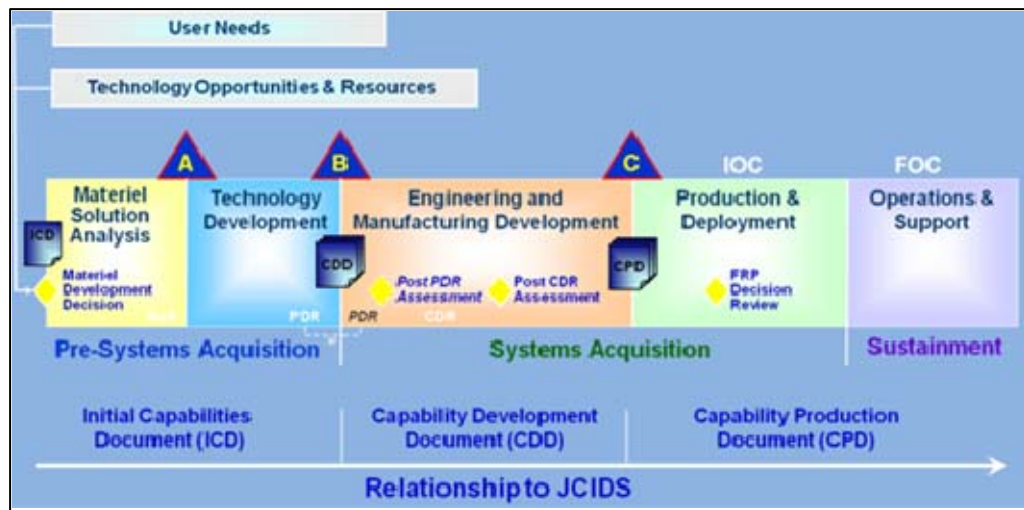 User Needs
Technology Opportunities & Resources
A
B
C
IOC
FOC
Materiel
Solution
Analysis
Technology
Development
Engineering and
Manufacturing Development
Production &
Deployment
Operations &
Support
ICD
CDD
CPD
Materiel
Development
Decision
Post PDR
Assessment
Post CDR
Assessment
FRP
Decision
Review
PDR
PDR
CDR
Pre-Systems Acquisition
Systems Acquisition
Sustainment
Initial Capabilities
Document (ICD)
Capability Development
Document (CDD)
Capability Production
Document (CPD)
Relationship to JCIDS